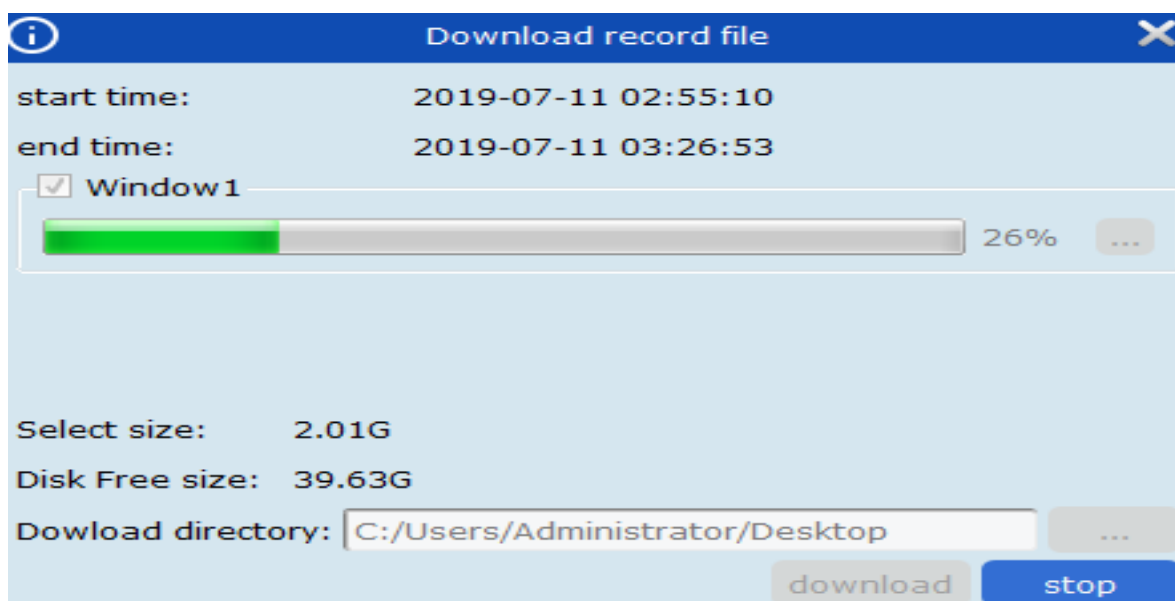 Download record file
start time: 2019-07-11 02:55:10
end time: 2019-07-11 03:26:53
Window1
26% ...
Select size: 2.01G
Disk Free size: 39.63G
Dowload directory: C:/Users/Administrator/Desktop ...
download stop